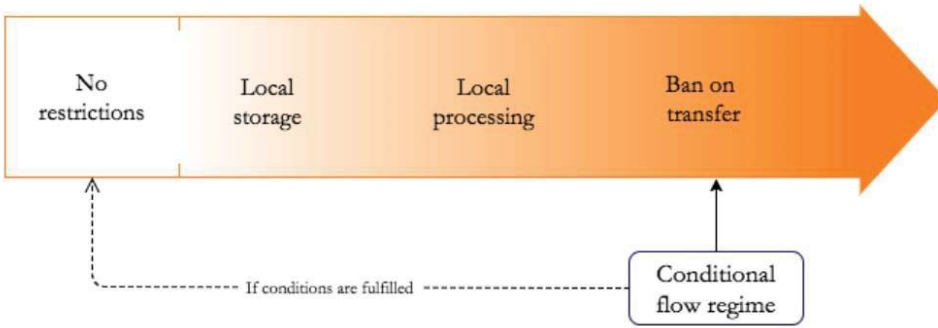 No
restrictions
Local
storage
Local
processing
Ban on
transfer
If conditions are fulfilled
Conditional
flow regime